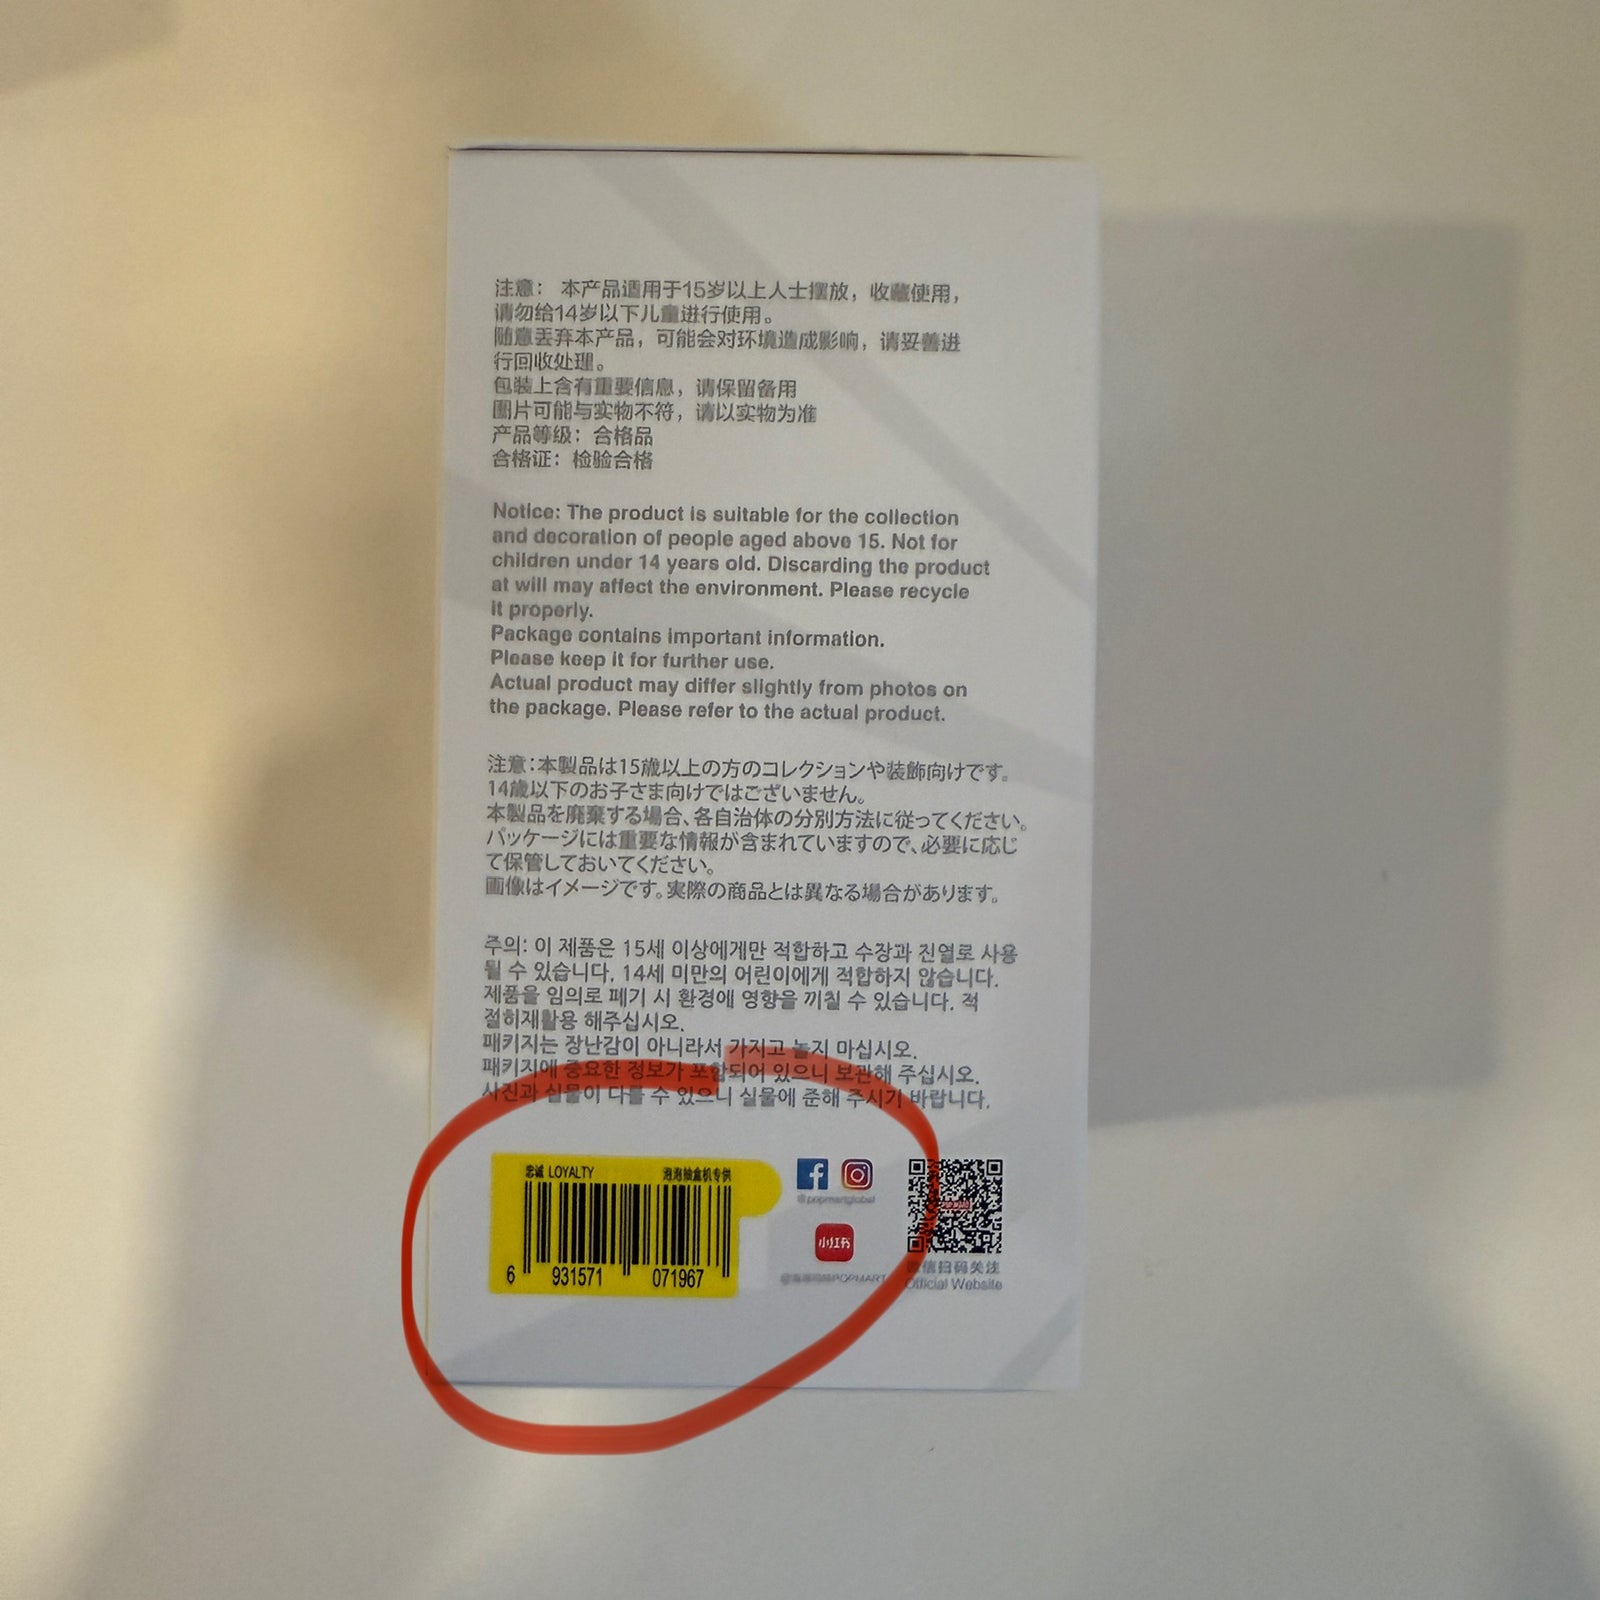 注意： 本产品适用于15岁以上人士摆放，收藏使用，
请勿给14岁以下儿童进行使用。
随意丢弃本产品，可能会对环境造成影响，请妥善进
行回收处理。
包装上含有重要信息，请保留备用
图片可能与实物不符，请以实物为准
产品等级：合格品
合格证：检验合格
Notice: The product is suitable for the collection
and decoration of people aged above 15. Not for
children under 14 years old. Discarding the product
at will may affect the environment. Please recycle
it properly.
Package contains important information.
Please keep it for further use.
Actual product may differ slightly from photos on
the package. Please refer to the actual product.
注意：本製品は15歳以上の方のコレクションや装飾向けです。
14歳以下のお子さま向けではございません。
本製品を廃棄する場合、各自治体の分別方法に従ってください。
パッケージには重要な情報が含まれていますので、必要に応じ
て保管しておいてください。
画像はイメージです。実際の商品とは異なる場合があります。
주의: 이 제품은 15세 이상에게만 적합하고 수장과 진열로 사용
될 수 있습니다. 14세 미만의 어린이에게 적합하지 않습니다.
제품을 임의로 폐기 시 환경에 영향을 끼칠 수 있습니다. 적
절히재활용 해주십시오.
패키지는 장난감이 아니라서 가지고 놀지 마십시오.
패키지에 중요한 정보가 포함되어 있으니 보관해 주십시오.
사진과 실물이 다를 수 있으니 실물에 준해 주시기 바랍니다.
忠诚 LOYALTY 泡泡抽盒机专供
6 931571 071967
@popmartglobal
小红书
POPMART
微信扫码关注
Official Website